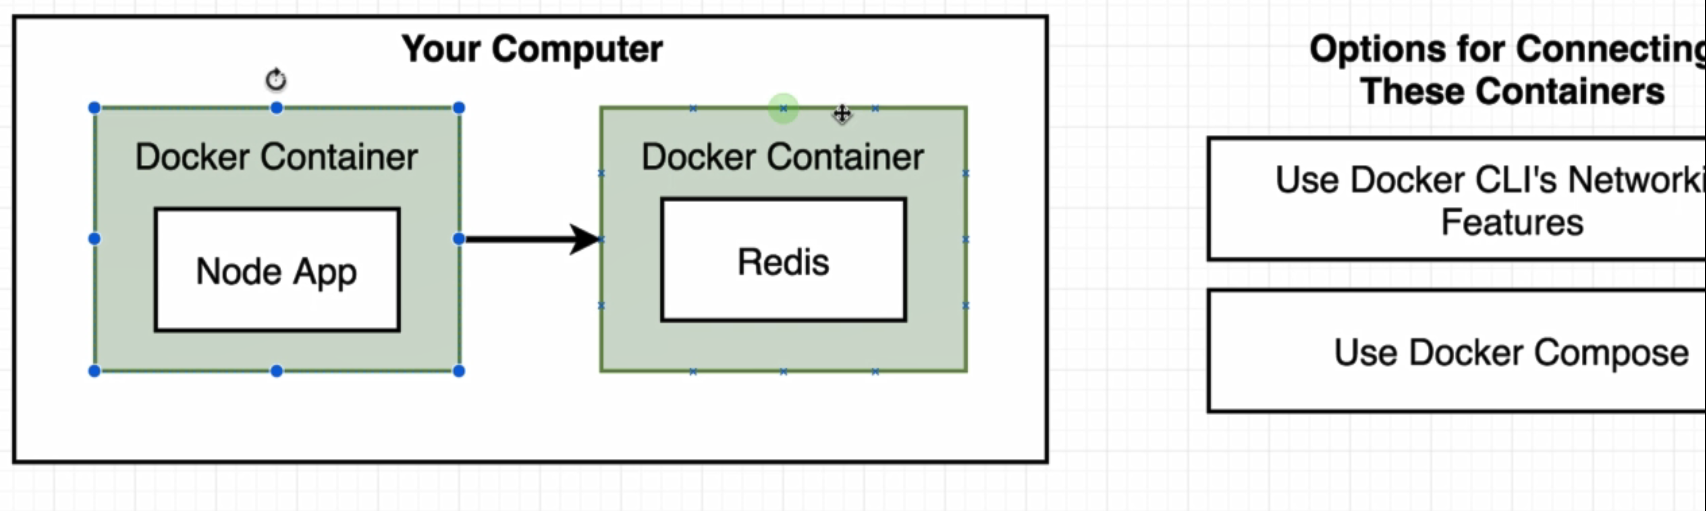 Your Computer
Docker Container
Node App
Docker Container
Redis
Options for Connecting
These Containers
Use Docker CLI's Networki
Features
Use Docker Compose